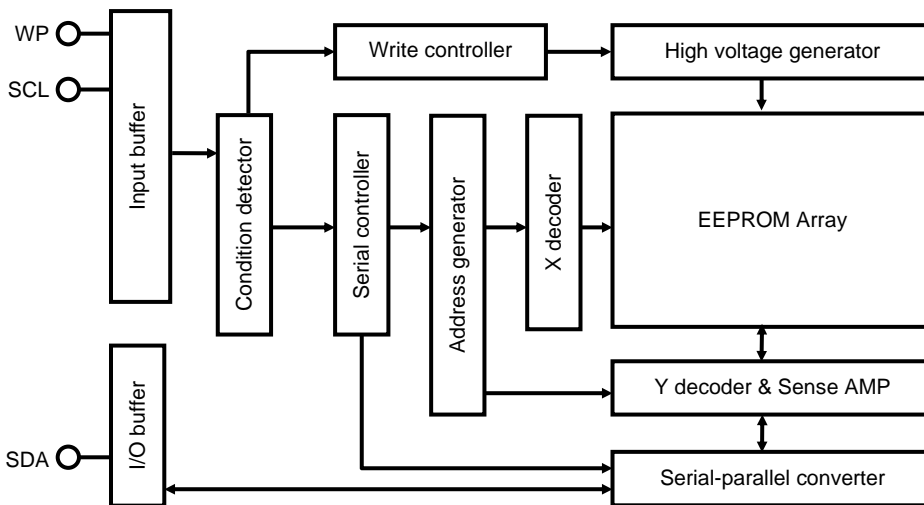 WP
SCL
SDA
Input buffer
I/O buffer
Condition detector
Write controller
Serial controller
Address generator
X decoder
High voltage generator
EEPROM Array
Y decoder & Sense AMP
Serial-parallel converter